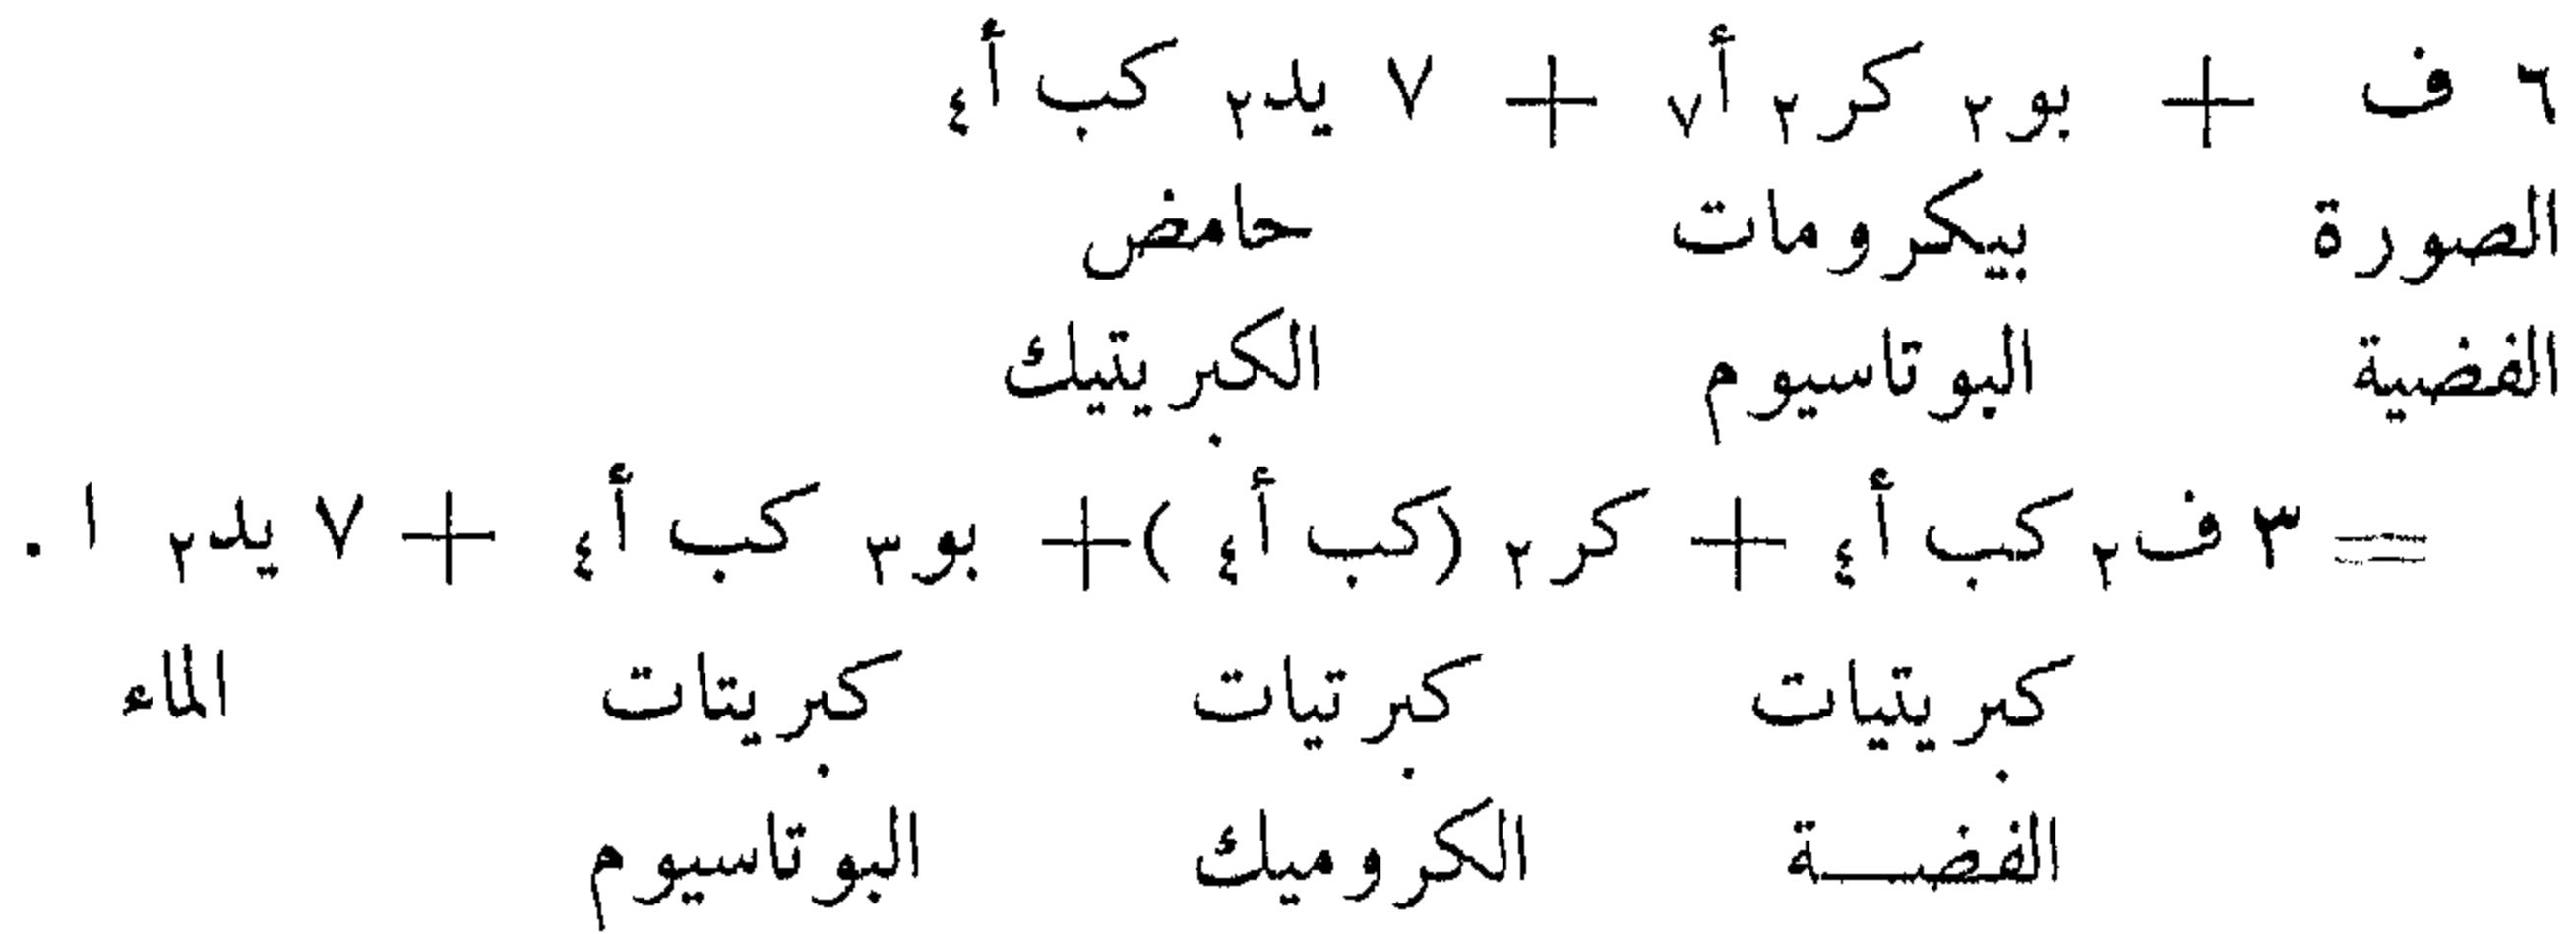 ٦ ف + بو٢ كر٢ أ٧ + ٧ يد٢ كب أ٤
الصورة بيكرومات حامض
الفضية البوتاسيوم الكبريتيك
= ٣ ف٢ كب أ٤ + كر٢ (كب أ٤) + بو٣ كب أ٤ + ٧ يد٢ ا .
كبريتيات كبرتيات كبريتات الماء
الفضـــة الكروميك البوتاسيوم